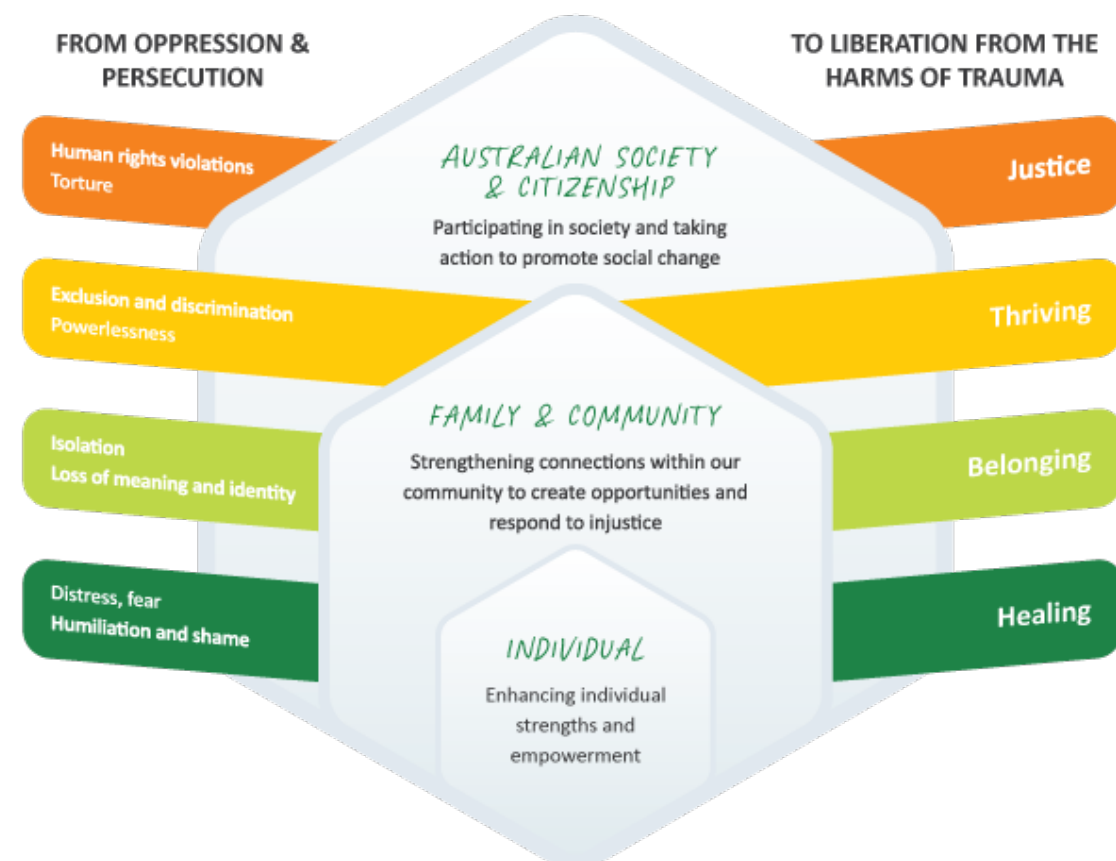 FROM OPPRESSION &
PERSECUTION
TO LIBERATION FROM THE
HARMS OF TRAUMA
Human rights violations
Torture
AUSTRALIAN SOCIETY
& CITIZENSHIP
Participating in society and taking
action to promote social change
Justice
Exclusion and discrimination
Powerlessness
Thriving
FAMILY & COMMUNITY
Strengthening connections within our
community to create opportunities and
respond to injustice
Isolation
Loss of meaning and identity
Belonging
Distress, fear
Humiliation and shame
INDIVIDUAL
Enhancing individual
strengths and
empowerment
Healing